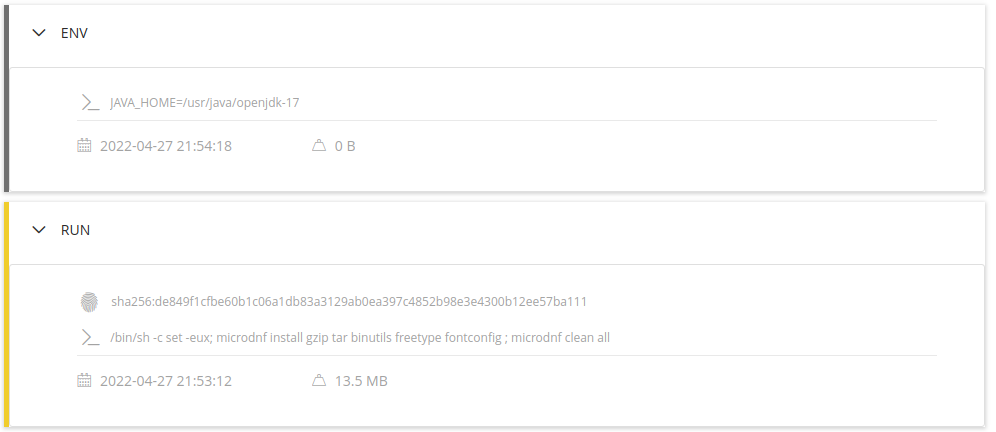 ENV
JAVA_HOME=/usr/java/openjdk-17
2022-04-27 21:54:18 0 B
RUN
sha256:de849f1cfbe60b1c06a1db83a3129ab0ea397c4852b98e3e4300b12ee57ba111
/bin/sh -c set -eux; microdnf install gzip tar binutils freetype fontconfig ; microdnf clean all
2022-04-27 21:53:12 13.5 MB